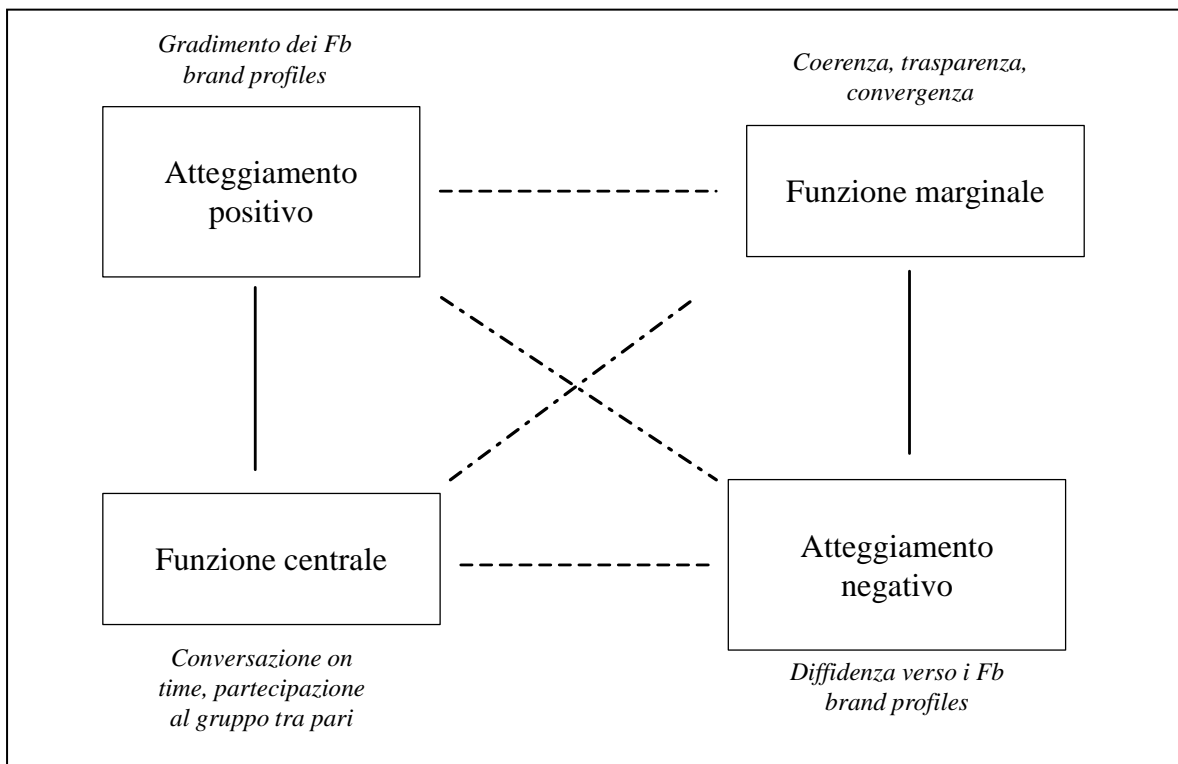 Gradimento dei Fb
brand profiles
Atteggiamento
positivo
Coerenza, trasparenza,
convergenza
Funzione marginale
Funzione centrale
Conversazione on
time, partecipazione
al gruppo tra pari
Atteggiamento
negativo
Diffidenza verso i Fb
brand profiles